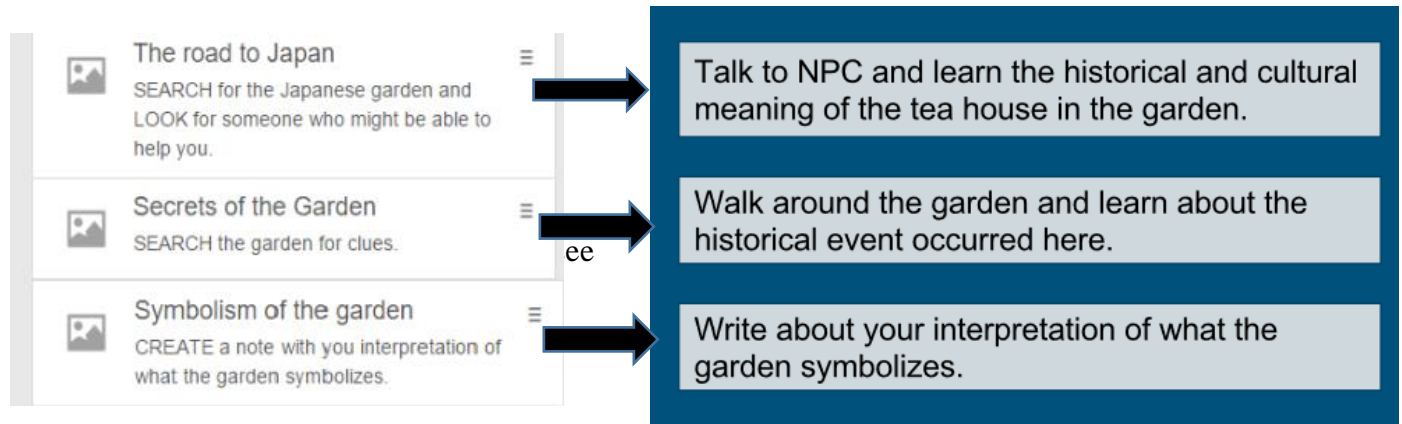 The road to Japan
SEARCH for the Japanese garden and
LOOK for someone who might be able to
help you.
Talk to NPC and learn the historical and cultural
meaning of the tea house in the garden.
Secrets of the Garden
SEARCH the garden for clues.
Walk around the garden and learn about the
historical event occurred here.
ee
Symbolism of the garden
CREATE a note with you interpretation of
what the garden symbolizes.
Write about your interpretation of what the
garden symbolizes.